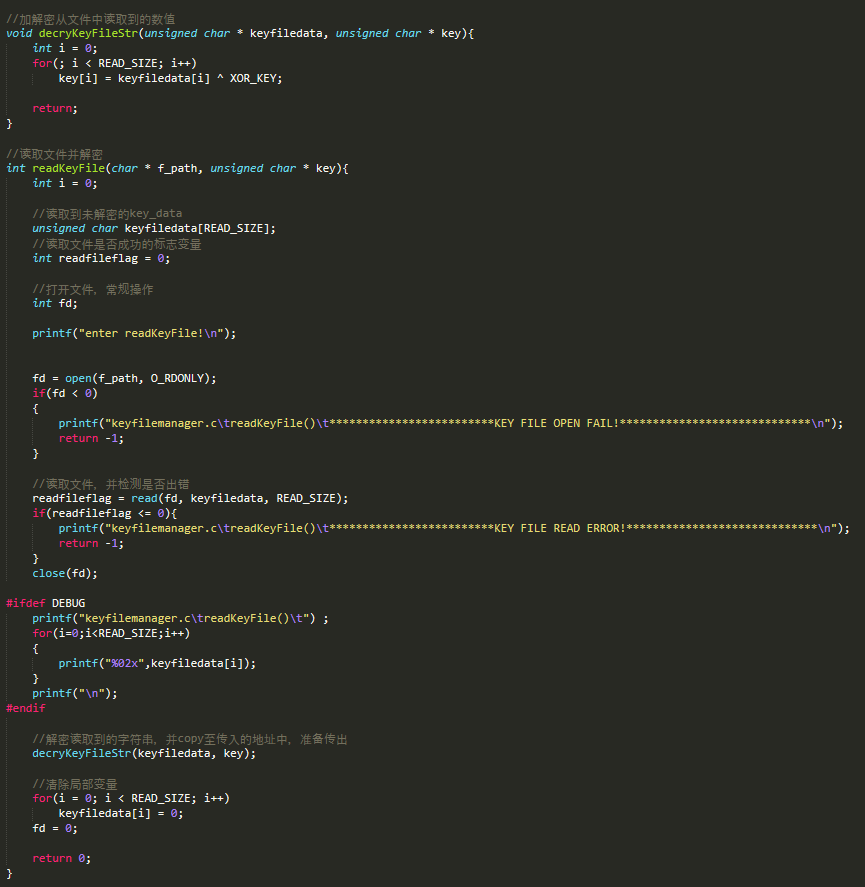 //加解密从文件中读取到的数值
void decryKeyFileStr(unsigned char * keyfiledata, unsigned char * key){
    int i = 0;
    for(; i < READ_SIZE; i++)
        key[i] = keyfiledata[i] ^ XOR_KEY;

    return;
}

//读取文件并解密
int readKeyFile(char * f_path, unsigned char * key){
    int i = 0;

    //读取到未解密的key_data
    unsigned char keyfiledata[READ_SIZE];
    //读取文件是否成功的标志变量
    int readfileflag = 0;

    //打开文件，常规操作
    int fd;

    printf("enter readKeyFile!\n");


    fd = open(f_path, O_RDONLY);
    if(fd < 0)
    {
        printf("keyfilemanager.c\treadKeyFile()\t*************************KEY FILE OPEN FAIL!*****************************\n");
        return -1;
    }

    //读取文件，并检测是否出错
    readfileflag = read(fd, keyfiledata, READ_SIZE);
    if(readfileflag <= 0){
        printf("keyfilemanager.c\treadKeyFile()\t*************************KEY FILE READ ERROR!*****************************\n");
        return -1;
    }
    close(fd);

#ifdef DEBUG
    printf("keyfilemanager.c\treadKeyFile()\t") ;
    for(i=0;i<READ_SIZE;i++)
    {
        printf("%02x",keyfiledata[i]);
    }
    printf("\n");
#endif

    //解密读取到的字符串，并copy至传入的地址中，准备传出
    decryKeyFileStr(keyfiledata, key);

    //清除局部变量
    for(i = 0; i < READ_SIZE; i++)
        keyfiledata[i] = 0;
    fd = 0;

    return 0;
}